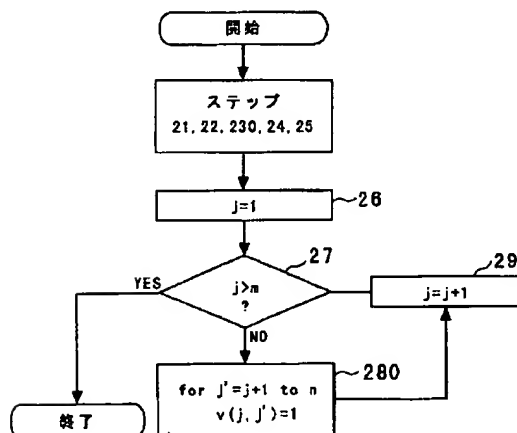 開始
ステップ
21, 22, 230, 24, 25
j=1
26
27
j>m
?
YES
NO
29
j=j+1
280
for j'=j+1 to n
v(j, j')=1
終了